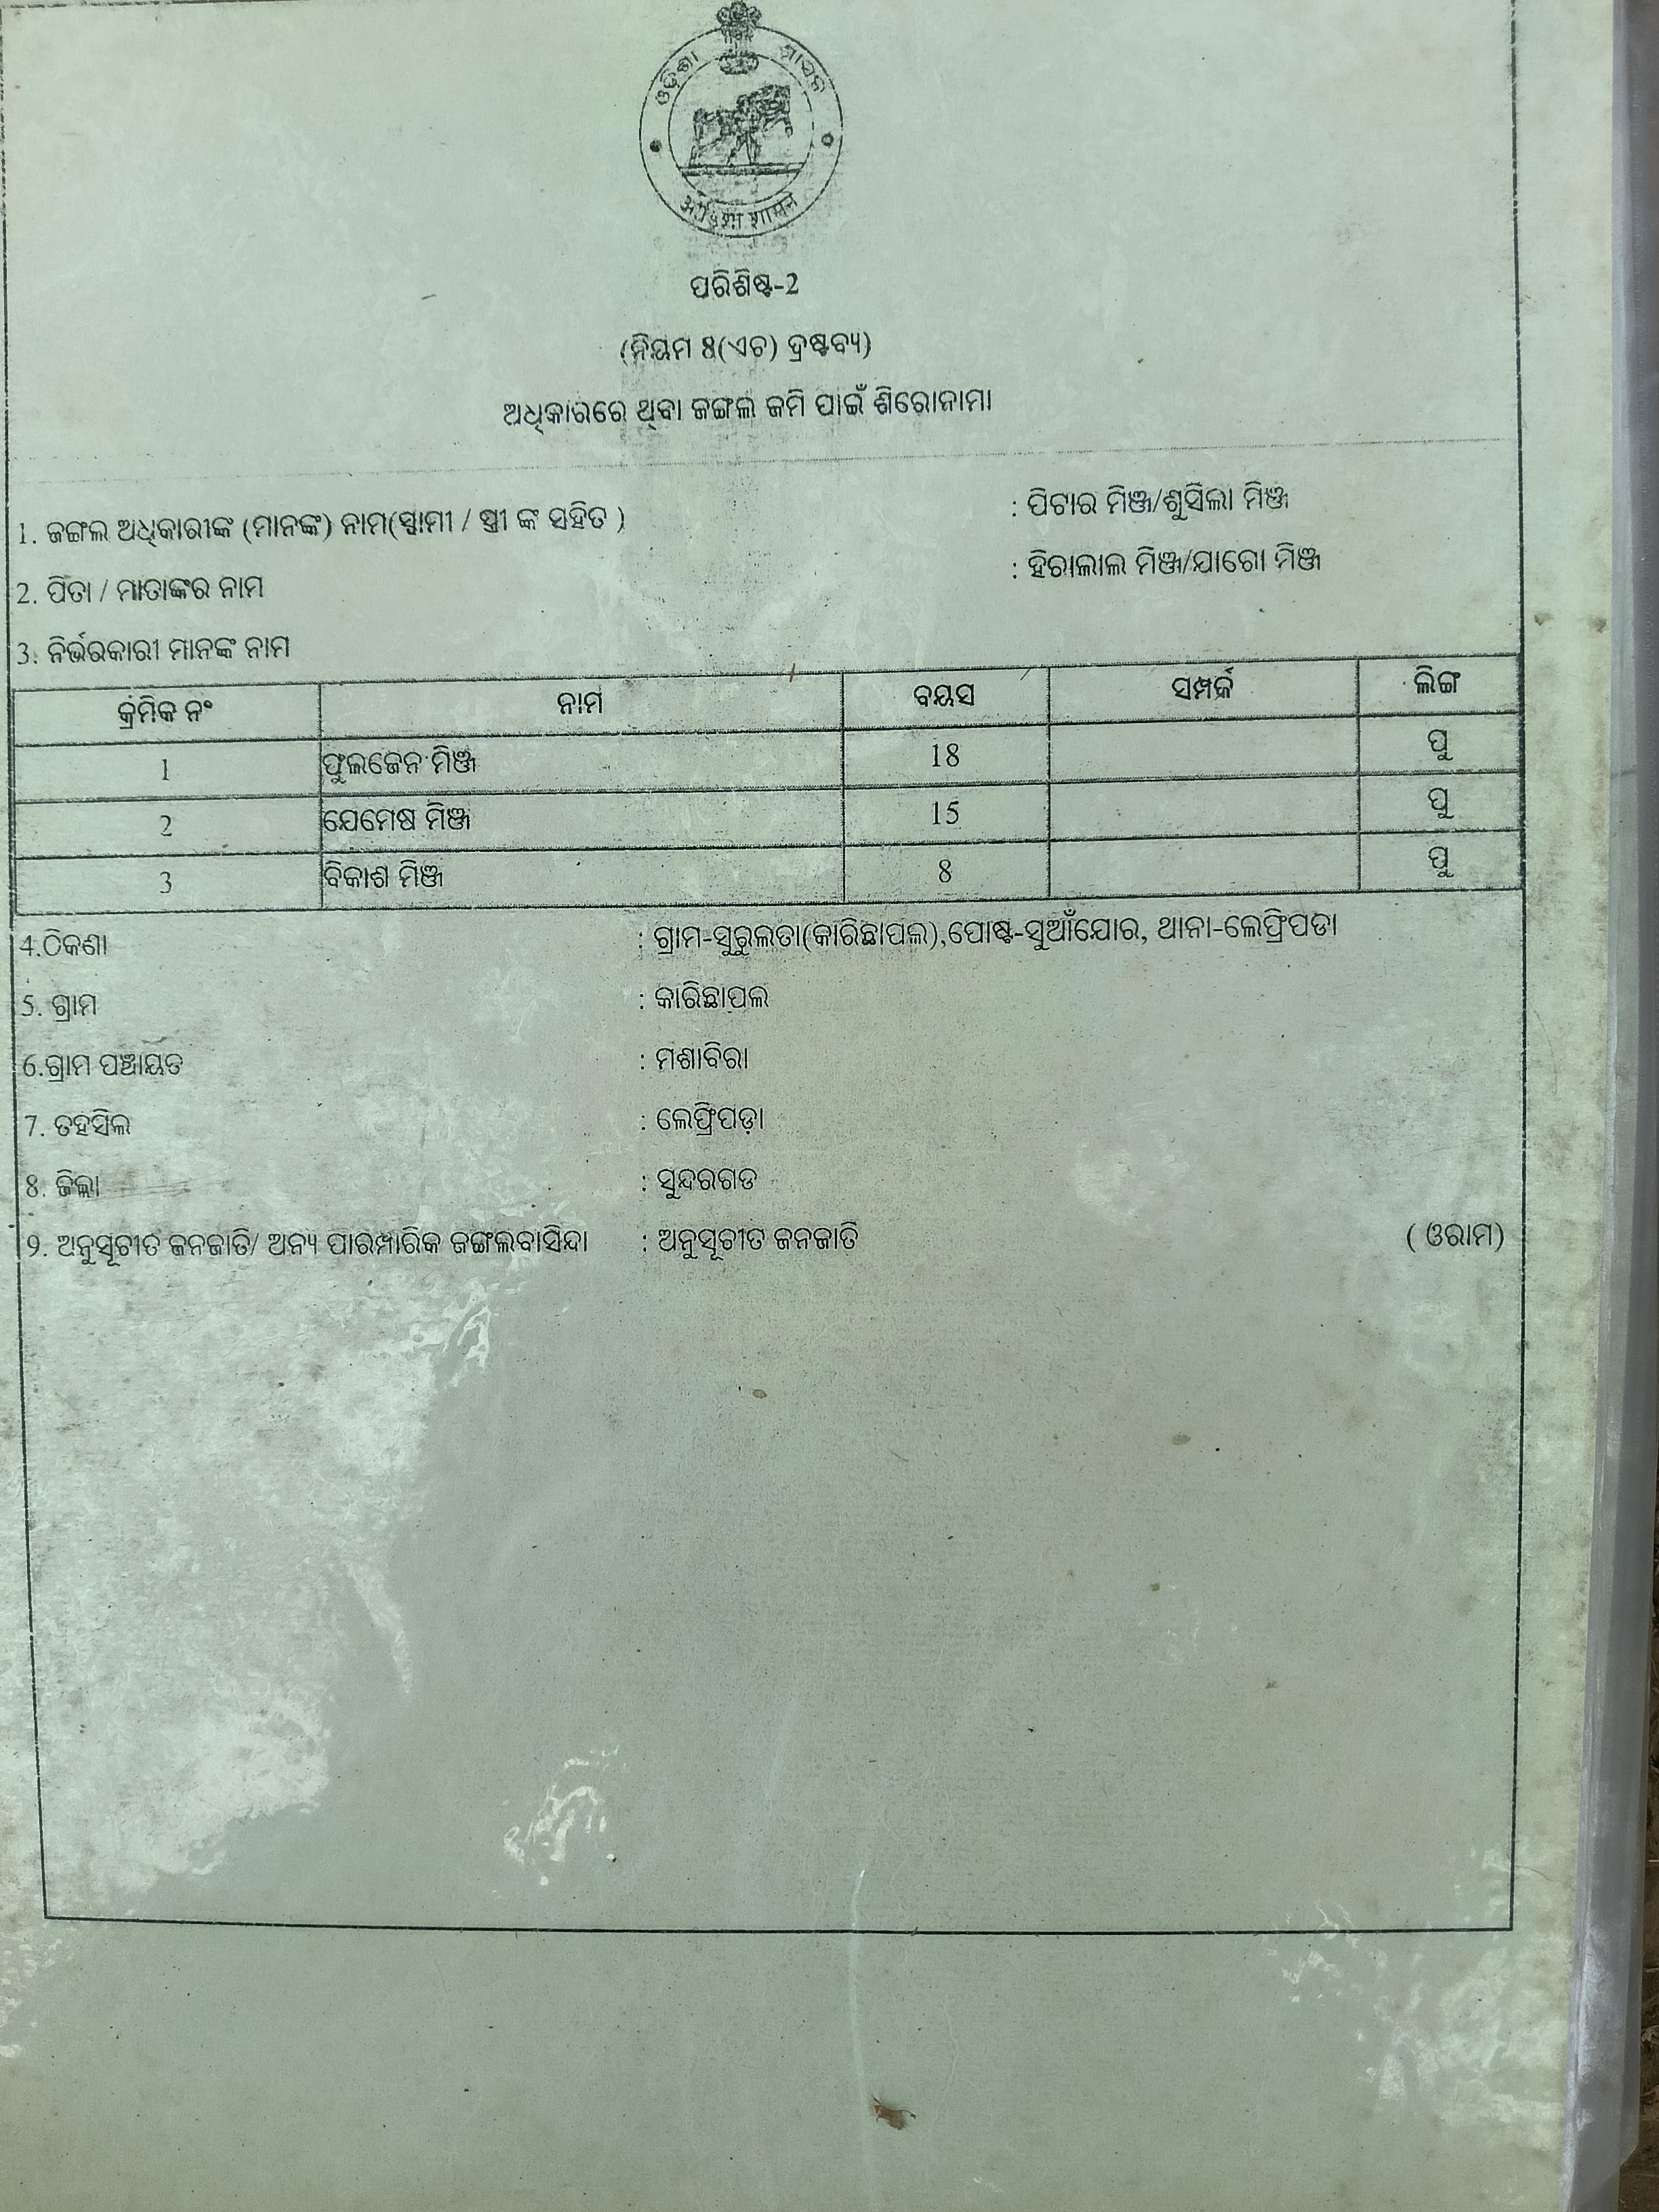 ଓଡ଼ିଶା ଶାସନ
ପରିଶିଷ୍ଟ-2
(ନିୟମ 8(ଏଚ) ଦ୍ରଷ୍ଟବ୍ୟ)
ଅଧିକାରରେ ଥିବା ଜଙ୍ଗଲ ଜମି ପାଇଁ ଶିରୋନାମା
1. ଜଙ୍ଗଲ ଅଧିକାରୀଙ୍କ (ମାନଙ୍କ) ନାମ(ସ୍ଵାମୀ / ସ୍ତ୍ରୀ ଙ୍କ ସହିତ ) : ପିଟାର ମିଞ୍ଜ/ଶୁସିଲା ମିଞ୍ଜ
2. ପିତା / ମାତାଙ୍କର ନାମ : ହିରାଲାଲ ମିଞ୍ଜ/ଯାଗୋ ମିଞ୍ଜ
3. ନିର୍ଭରକାରୀ ମାନଙ୍କ ନାମ
କ୍ରମିକ ନଂ ନାମ ବୟସ ସମ୍ପର୍କ ଲିଙ୍ଗ
1 ଫୁଲଜେନ ମିଞ୍ଜ 18 ପୁ
2 ଯେମେଷ ମିଞ୍ଜ 15 ପୁ
3 ବିକାଶ ମିଞ୍ଜ 8 ପୁ
4.ଠିକଣା : ଗ୍ରାମ-ସୁରୁଲତା(କାରିଛାପଲ),ପୋଷ୍ଟ-ସୁଆଁଯୋର, ଥାନା-ଲେଫ୍ରିପଡା
5. ଗ୍ରାମ : କାରିଛାପଲ
6.ଗ୍ରାମ ପଞ୍ଚାୟତ : ମଶାବିରା
7. ତହସିଲ : ଲେଫ୍ରିପଡ଼ା
8. ଜିଲ୍ଲା : ସୁନ୍ଦରଗଡ
9. ଅନୁସୂଚୀତ ଜନଜାତି/ ଅନ୍ୟ ପାରମ୍ପାରିକ ଜଙ୍ଗଲବାସିନ୍ଦା : ଅନୁସୂଚୀତ ଜନଜାତି ( ଓରାମ)